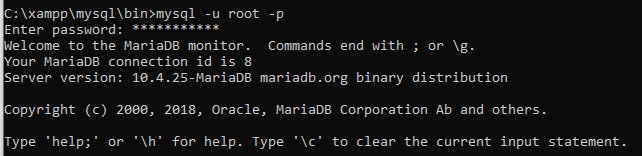 C:\xampp\mysql\bin>mysql -u root -p
Enter password: ***********
Welcome to the MariaDB monitor.  Commands end with ; or \g.
Your MariaDB connection id is 8
Server version: 10.4.25-MariaDB mariadb.org binary distribution
Copyright (c) 2000, 2018, Oracle, MariaDB Corporation Ab and others.
Type 'help;' or '\h' for help. Type '\c' to clear the current input statement.